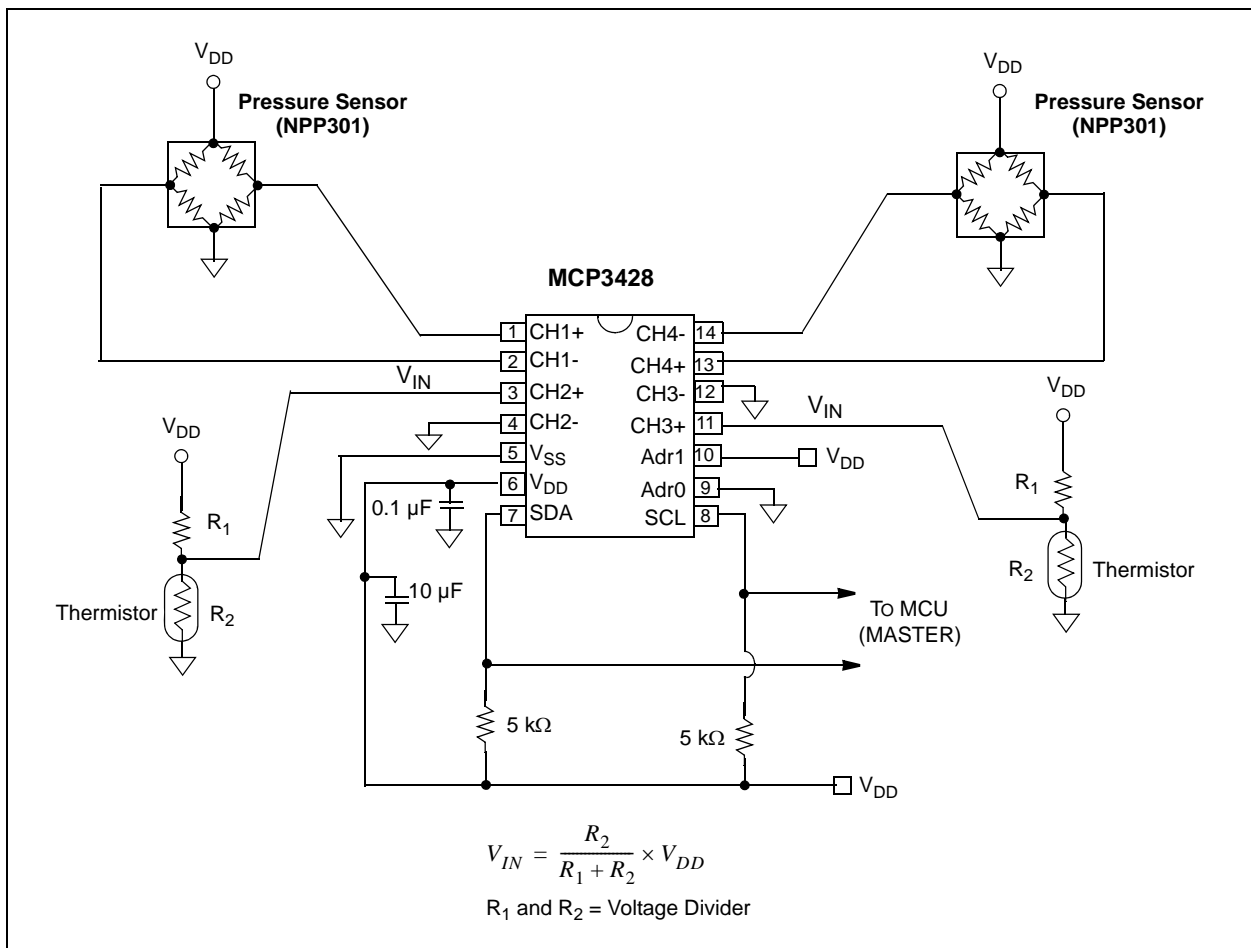 VDD
Pressure Sensor
(NPP301)
VDD
Pressure Sensor
(NPP301)
MCP3428
1 CH1+ CH4- 14
2 CH1- CH4+ 13
VIN
3 CH2+ CH3- 12
4 CH2- CH3+ 11
VIN
5 VSS Adr1 10
VDD
6 VDD Adr0 9
7 SDA SCL 8
VDD
R1
Thermistor
R2
0.1 µF
10 µF
VDD
R1
R2
Thermistor
TO MCU
(MASTER)
5 kΩ
5 kΩ
VDD
VIN = R2 / (R1 + R2) × VDD
R1 and R2 = Voltage Divider